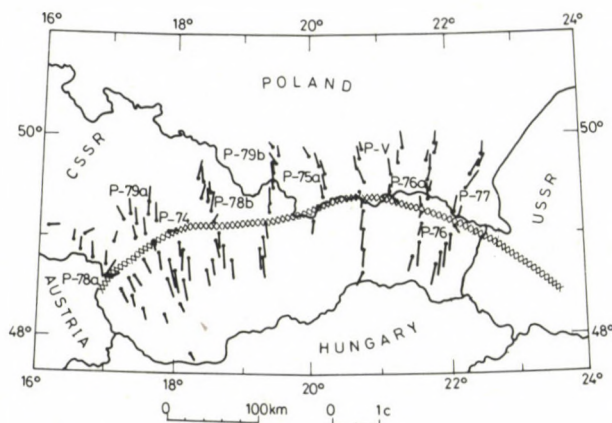 16° 18° 20° 22° 24°
POLAND
50° 50°
CSSR
P-79b P-V
P-75a P-76a
P-79a P-77
P-78b
P-74
USSR
P-76
P-78a
AUSTRIA
48° HUNGARY 48°
16° 18° 20° 22° 24°
0 100km 0 1c